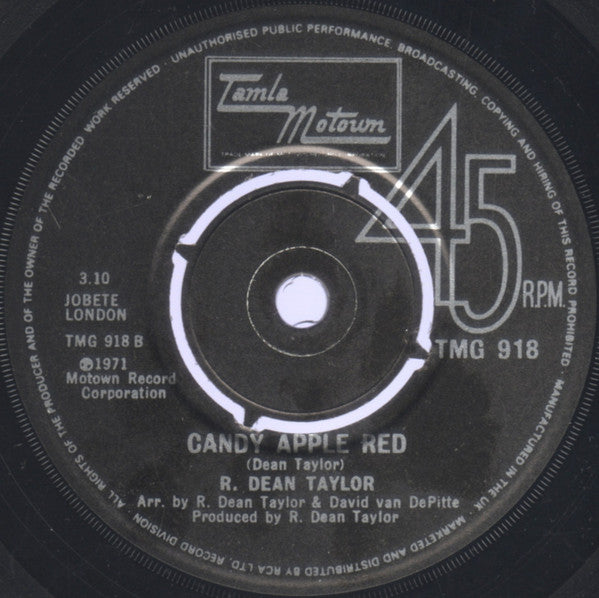 ALL RIGHTS OF THE PRODUCER AND OF THE OWNER OF THE RECORDED WORK RESERVED · UNAUTHORISED PUBLIC PERFORMANCE, BROADCASTING, COPYING AND HIRING OF THIS RECORD PROHIBITED · MANUFACTURED IN THE UK ·
MARKETED AND DISTRIBUTED BY RCA LTD, RECORD DIVISION
Tamla
Motown
45
R.P.M.
3.10
JOBETE
LONDON
TMG 918 B
℗1971
Motown Record
Corporation
TMG 918
CANDY APPLE RED
(Dean Taylor)
R. DEAN TAYLOR
Arr. by R. Dean Taylor & David van DePitte
Produced by R. Dean Taylor